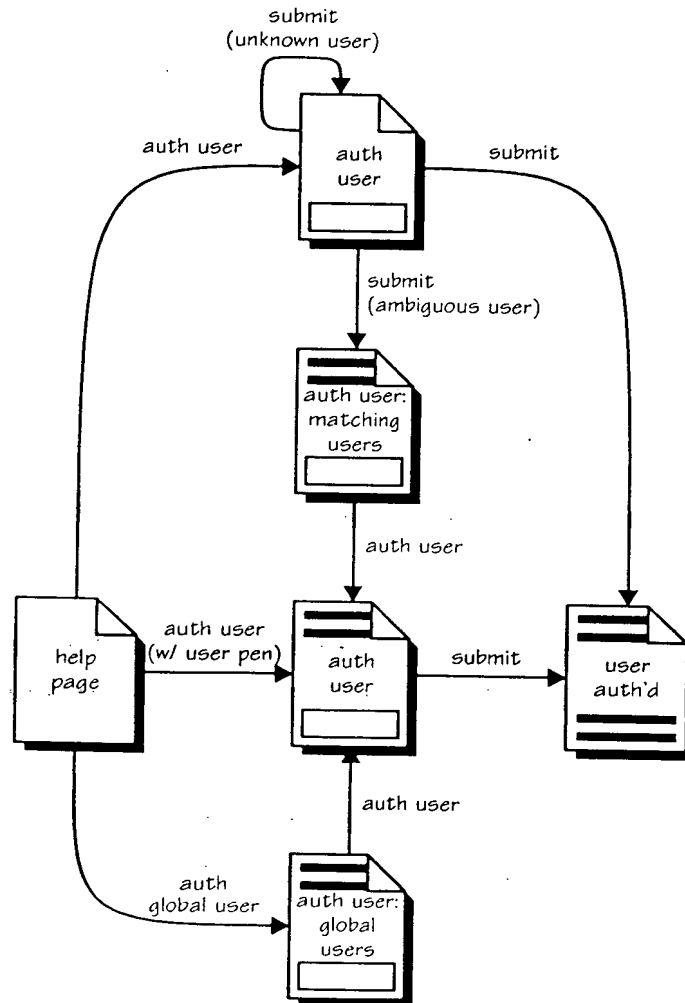 submit
(unknown user)
auth user
auth
user
submit
submit
(ambiguous user)
auth user:
matching
users
auth user
help
page
auth user
(w/ user pen)
auth
user
submit
user
auth'd
auth user
auth
global user
auth user:
global
users